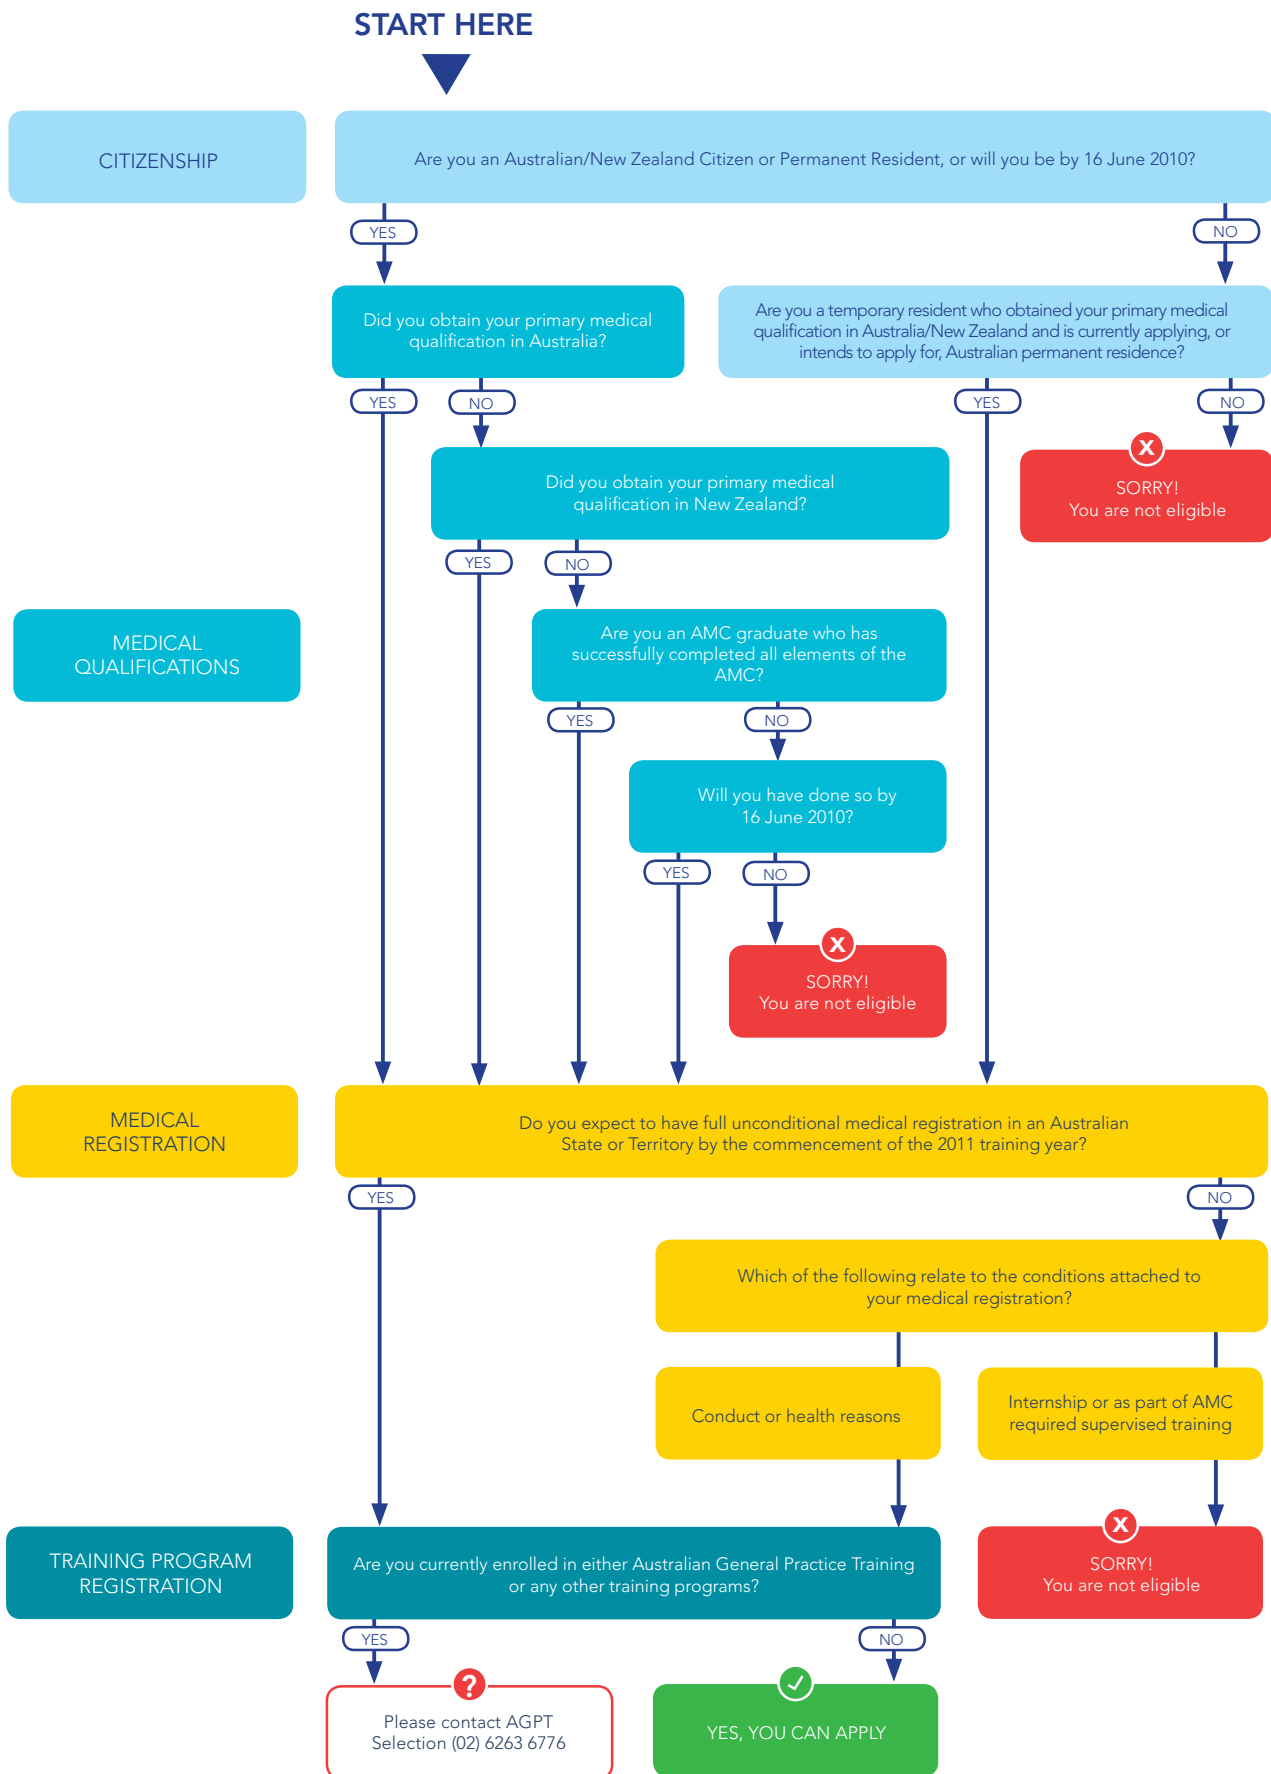 START HERE
CITIZENSHIP
Are you an Australian/New Zealand Citizen or Permanent Resident, or will you be by 16 June 2010?
YES
NO
Did you obtain your primary medical
qualification in Australia?
Are you a temporary resident who obtained your primary medical
qualification in Australia/New Zealand and is currently applying, or
intends to apply for, Australian permanent residence?
YES
NO
YES
NO
Did you obtain your primary medical
qualification in New Zealand?
X
SORRY!
You are not eligible
YES
NO
MEDICAL
QUALIFICATIONS
Are you an AMC graduate who has
successfully completed all elements of the
AMC?
YES
NO
Will you have done so by
16 June 2010?
YES
NO
X
SORRY!
You are not eligible
MEDICAL
REGISTRATION
Do you expect to have full unconditional medical registration in an Australian
State or Territory by the commencement of the 2011 training year?
YES
NO
Which of the following relate to the conditions attached to
your medical registration?
Conduct or health reasons
Internship or as part of AMC
required supervised training
TRAINING PROGRAM
REGISTRATION
Are you currently enrolled in either Australian General Practice Training
or any other training programs?
X
SORRY!
You are not eligible
YES
NO
?
Please contact AGPT
Selection (02) 6263 6776
YES, YOU CAN APPLY